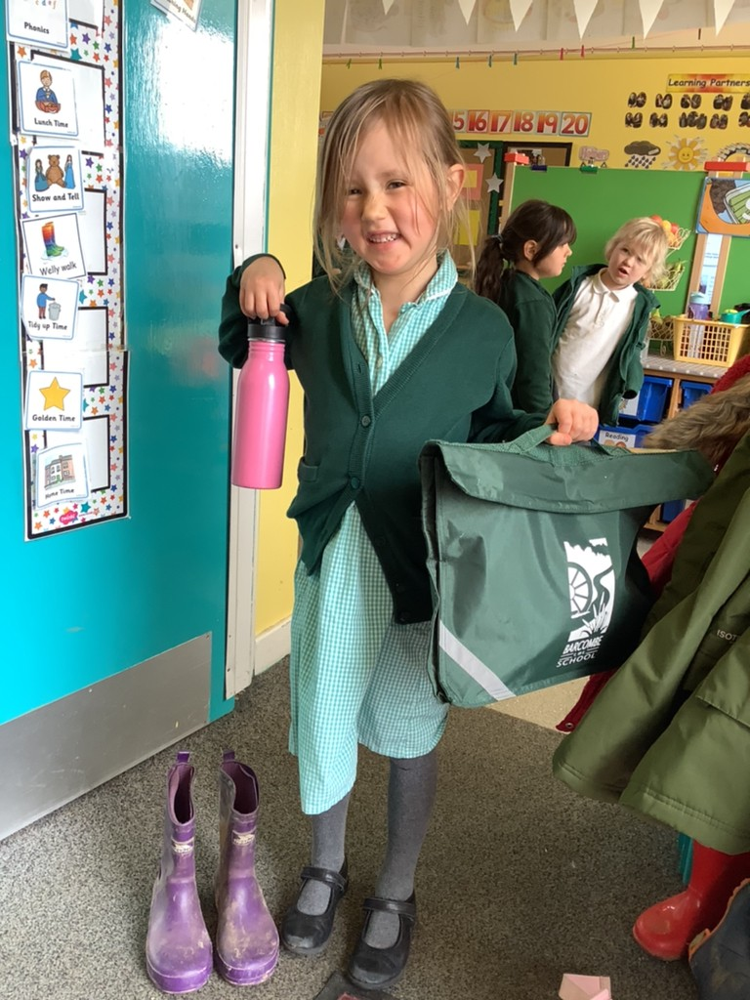 Phonics
Lunch Time
Show and Tell
Welly walk
Tidy up Time
Golden Time
Home Time
15 16 17 18 19 20
Learning Partners
Reading
BARCOMBE
SCHOOL